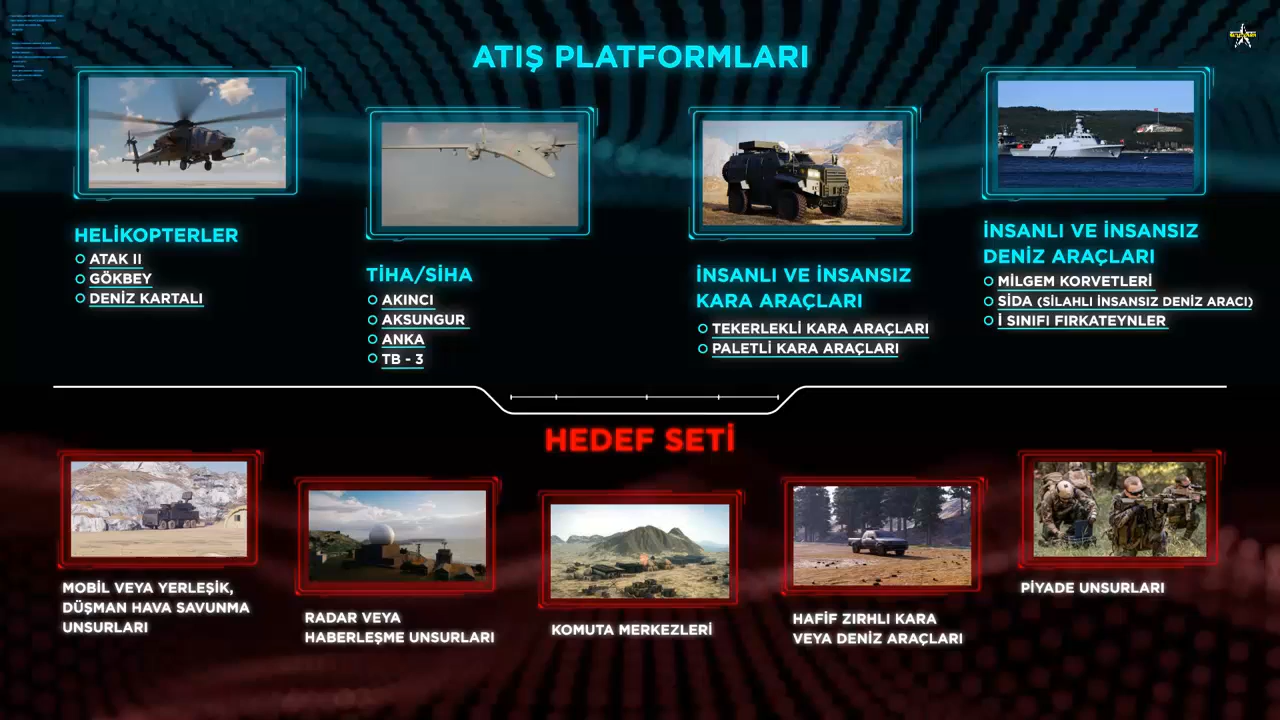 ATIŞ PLATFORMLARI
HELİKOPTERLER
ATAK II
GÖKBEY
DENİZ KARTALI
TİHA/SİHA
AKINCI
AKSUNGUR
ANKA
TB - 3
İNSANLI VE İNSANSIZ
KARA ARAÇLARI
TEKERLEKLİ KARA ARAÇLARI
PALETLİ KARA ARAÇLARI
İNSANLI VE İNSANSIZ
DENİZ ARAÇLARI
MİLGEM KORVETLERİ
SİDA (SİLAHLI İNSANSIZ DENİZ ARACI)
İ SINIFI FIRKATEYNLER
HEDEF SETİ
MOBİL VEYA YERLEŞİK,
DÜŞMAN HAVA SAVUNMA
UNSURLARI
RADAR VEYA
HABERLEŞME UNSURLARI
KOMUTA MERKEZLERİ
HAFİF ZIRHLI KARA
VEYA DENİZ ARAÇLARI
PİYADE UNSURLARI